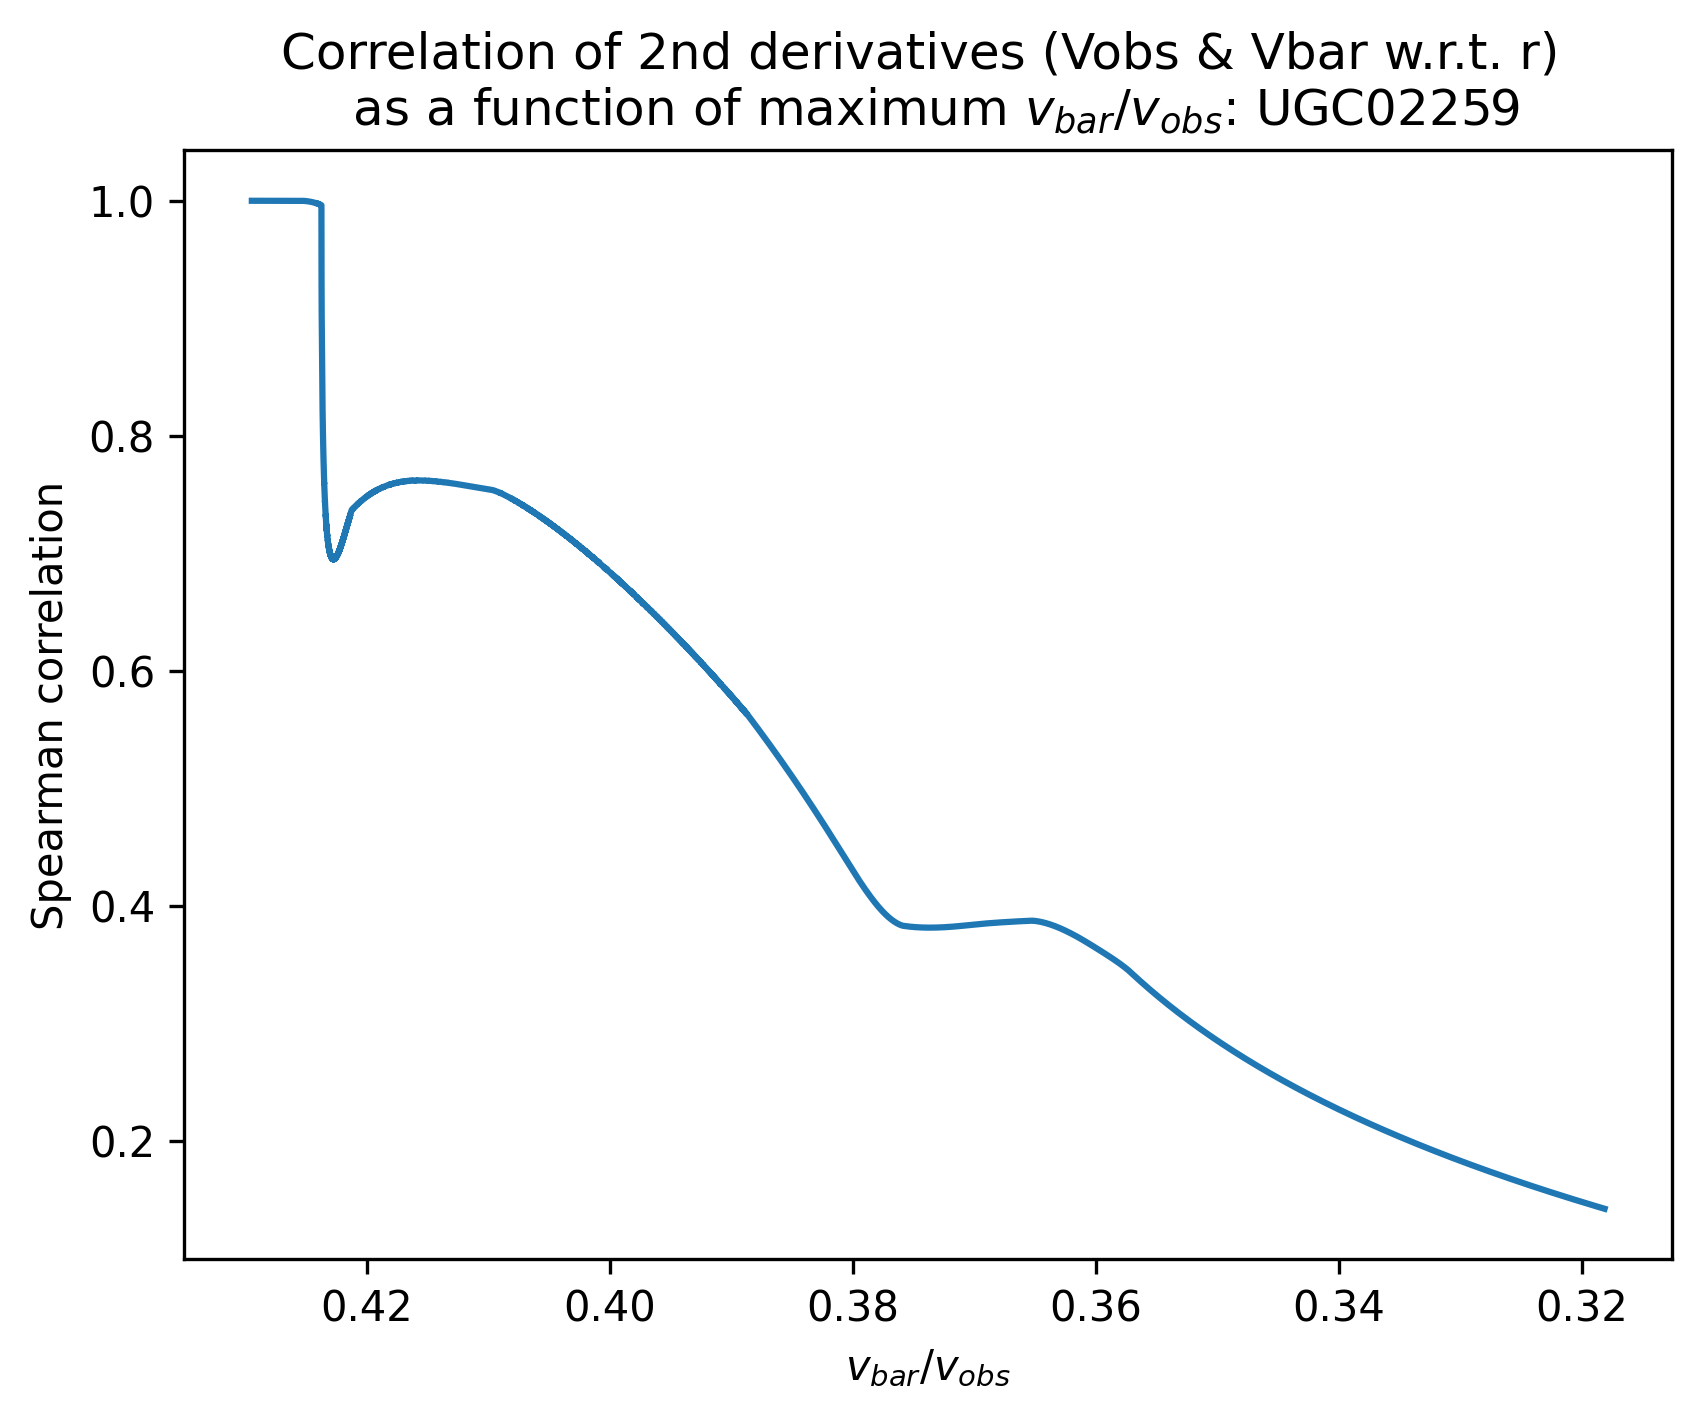 Correlation of 2nd derivatives (Vobs & Vbar w.r.t. r)
as a function of maximum v_bar/v_obs: UGC02259
1.0
0.8
0.6
0.4
0.2
Spearman correlation
0.42 0.40 0.38 0.36 0.34 0.32
v_bar/v_obs